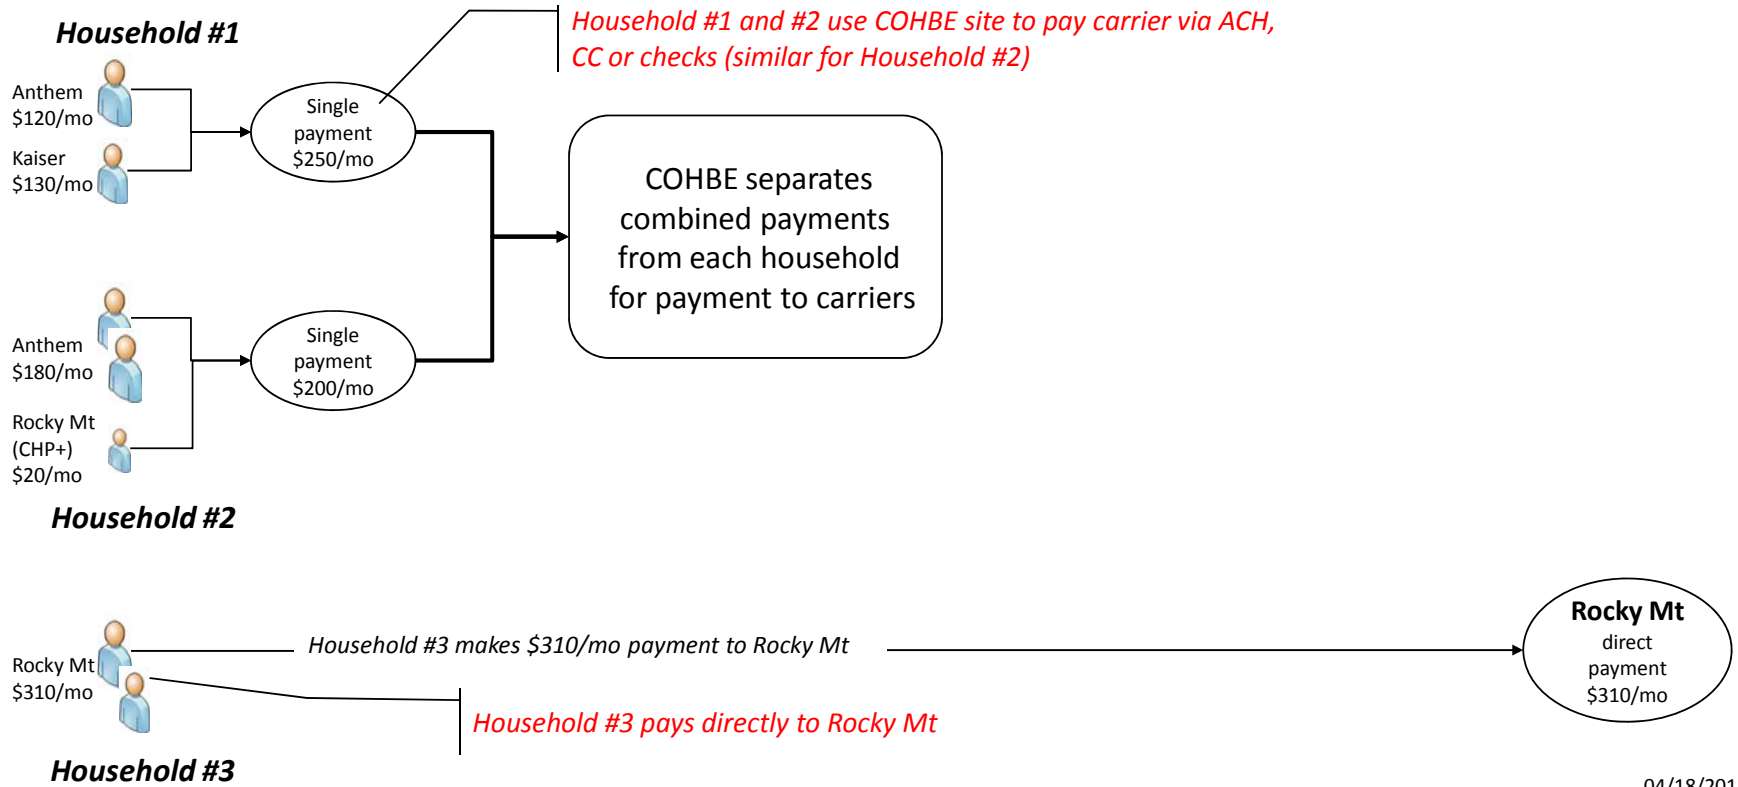 Household #1
Household #1 and #2 use COHBE site to pay carrier via ACH,
CC or checks (similar for Household #2)
Anthem
$120/mo
Kaiser
$130/mo
Single
payment
$250/mo
COHBE separates
combined payments
from each household
for payment to carriers
Anthem
$180/mo
Rocky Mt
(CHP+)
$20/mo
Single
payment
$200/mo
Household #2
Rocky Mt
$310/mo
Household #3 makes $310/mo payment to Rocky Mt
Household #3 pays directly to Rocky Mt
Rocky Mt
direct
payment
$310/mo
Household #3
04/18/201